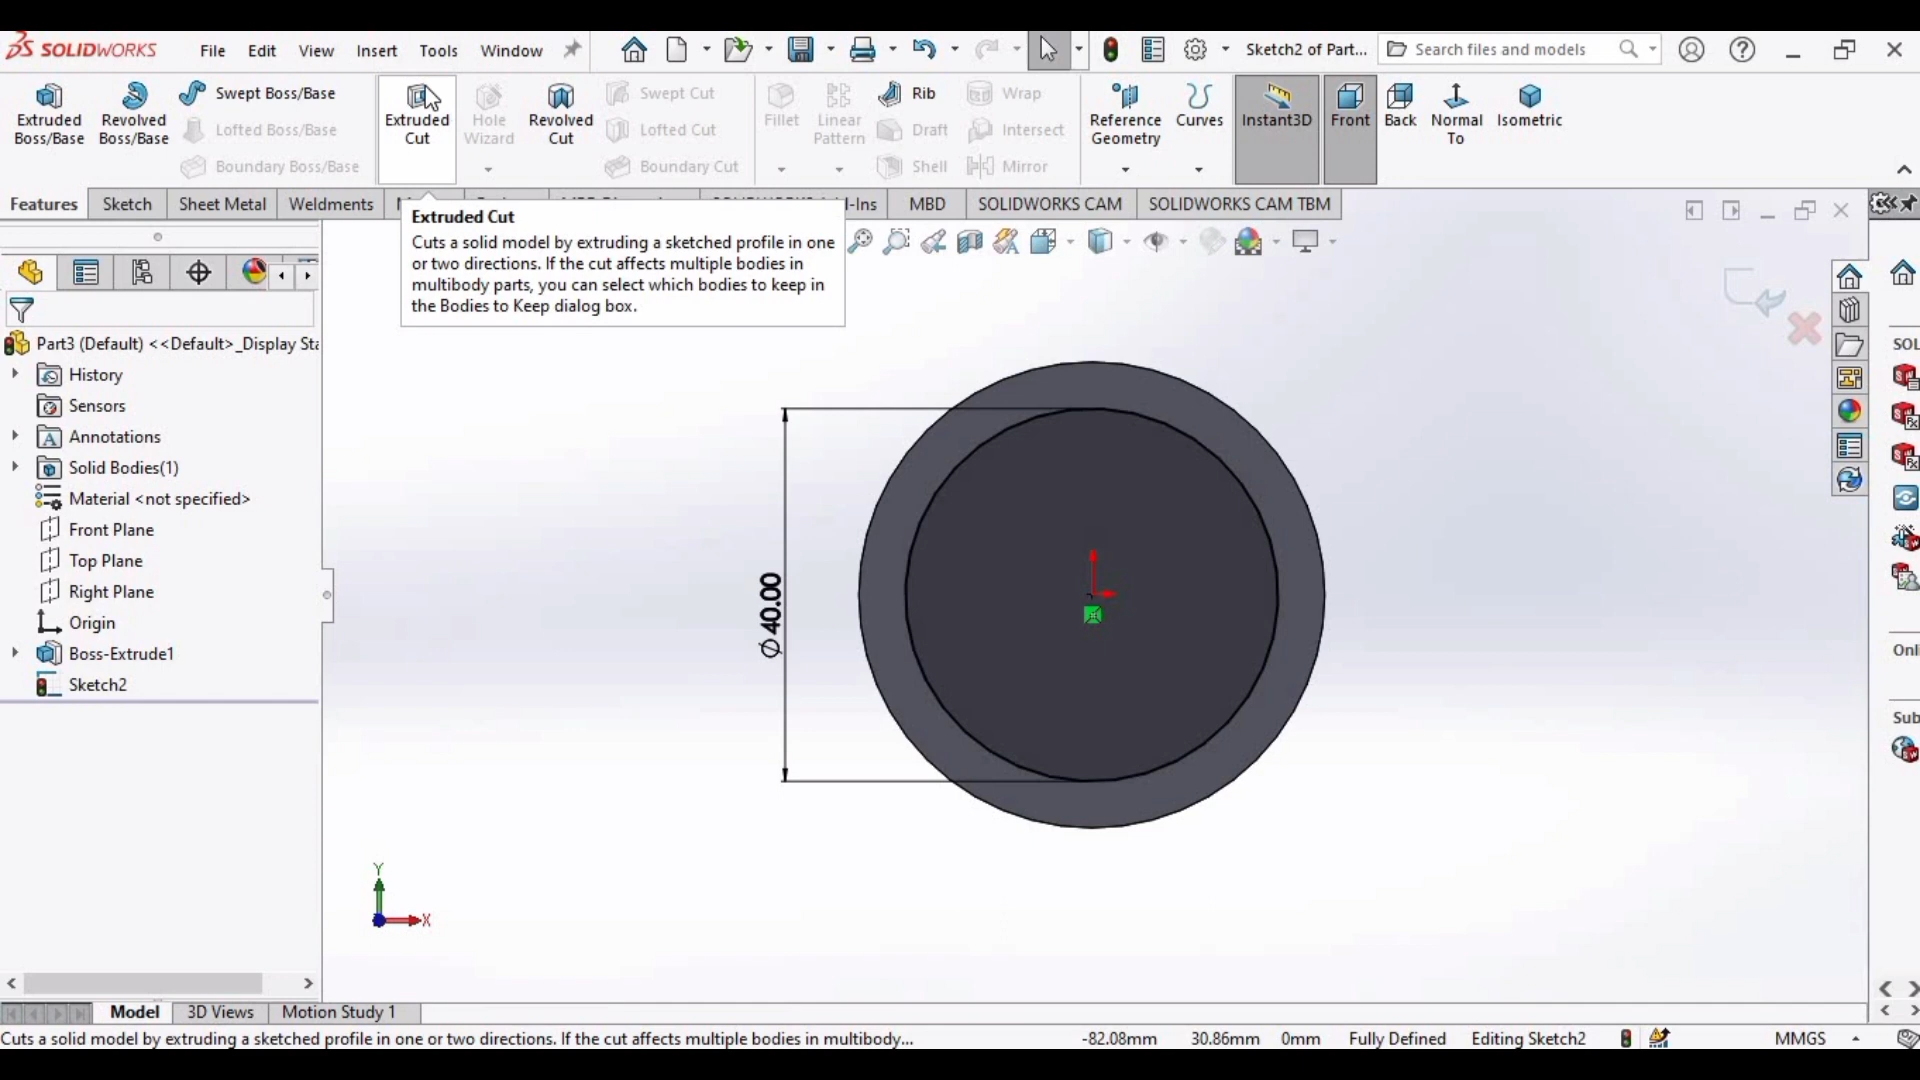 SOLIDWORKS
File Edit View Insert Tools Window
Sketch2 of Part...
Search files and models
Extruded Boss/Base
Revolved Boss/Base
Swept Boss/Base
Lofted Boss/Base
Boundary Boss/Base
Extruded Cut
Hole Wizard
Revolved Cut
Swept Cut
Lofted Cut
Boundary Cut
Fillet
Linear Pattern
Rib
Draft
Shell
Wrap
Intersect
Mirror
Reference Geometry
Curves
Instant3D
Front
Back
Normal To
Isometric
Features Sketch Sheet Metal Weldments MBD SOLIDWORKS CAM SOLIDWORKS CAM TBM
Extruded Cut
Cuts a solid model by extruding a sketched profile in one
or two directions. If the cut affects multiple bodies in
multibody parts, you can select which bodies to keep in
the Bodies to Keep dialog box.
Part3 (Default) <<Default>_Display Sta
History
Sensors
Annotations
Solid Bodies(1)
Material <not specified>
Front Plane
Top Plane
Right Plane
Origin
Boss-Extrude1
Sketch2
∅40.00
Y
X
SOL
Onl
Sub
Model 3D Views Motion Study 1
Cuts a solid model by extruding a sketched profile in one or two directions. If the cut affects multiple bodies in multibody...
-82.08mm 30.86mm 0mm Fully Defined Editing Sketch2 MMGS